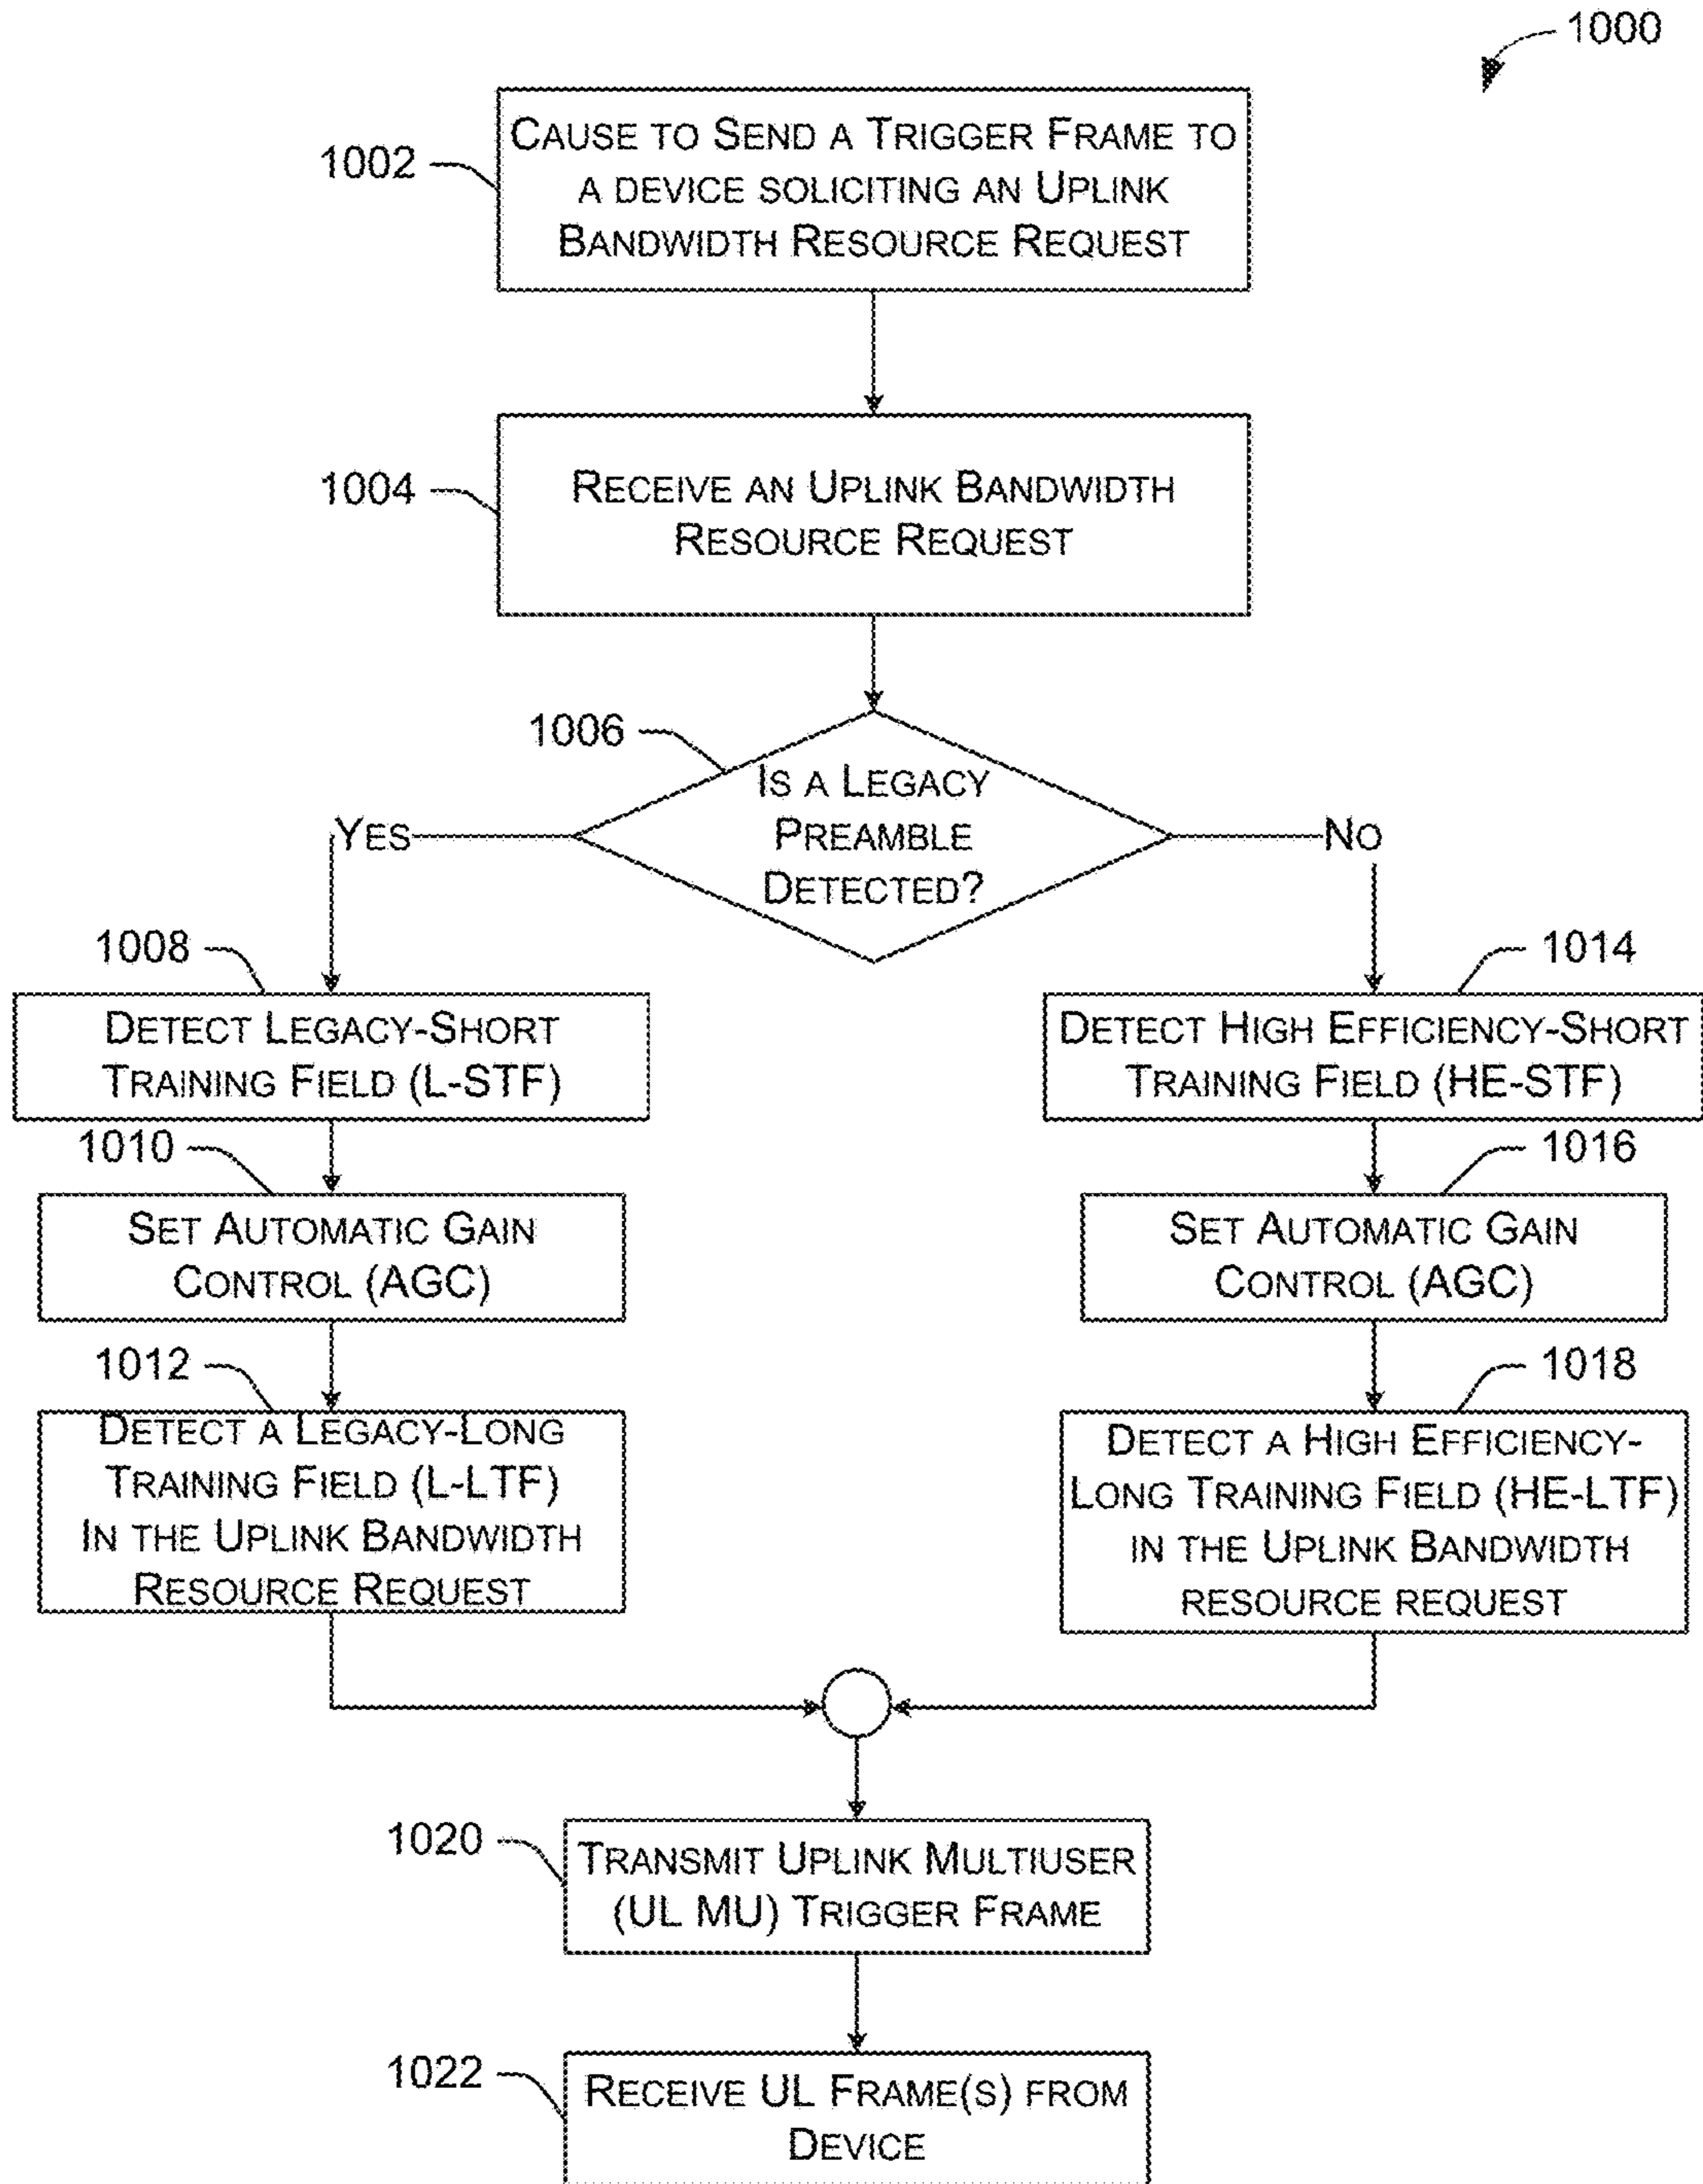 1000
1002
CAUSE TO SEND A TRIGGER FRAME TO
A DEVICE SOLICITING AN UPLINK
BANDWIDTH RESOURCE REQUEST
1004
RECEIVE AN UPLINK BANDWIDTH
RESOURCE REQUEST
1006
IS A LEGACY
PREAMBLE
DETECTED?
YES
NO
1008
DETECT LEGACY-SHORT
TRAINING FIELD (L-STF)
1010
SET AUTOMATIC GAIN
CONTROL (AGC)
1012
DETECT A LEGACY-LONG
TRAINING FIELD (L-LTF)
IN THE UPLINK BANDWIDTH
RESOURCE REQUEST
1014
DETECT HIGH EFFICIENCY-SHORT
TRAINING FIELD (HE-STF)
1016
SET AUTOMATIC GAIN
CONTROL (AGC)
1018
DETECT A HIGH EFFICIENCY-
LONG TRAINING FIELD (HE-LTF)
IN THE UPLINK BANDWIDTH
RESOURCE REQUEST
1020
TRANSMIT UPLINK MULTIUSER
(UL MU) TRIGGER FRAME
1022
RECEIVE UL FRAME(S) FROM
DEVICE